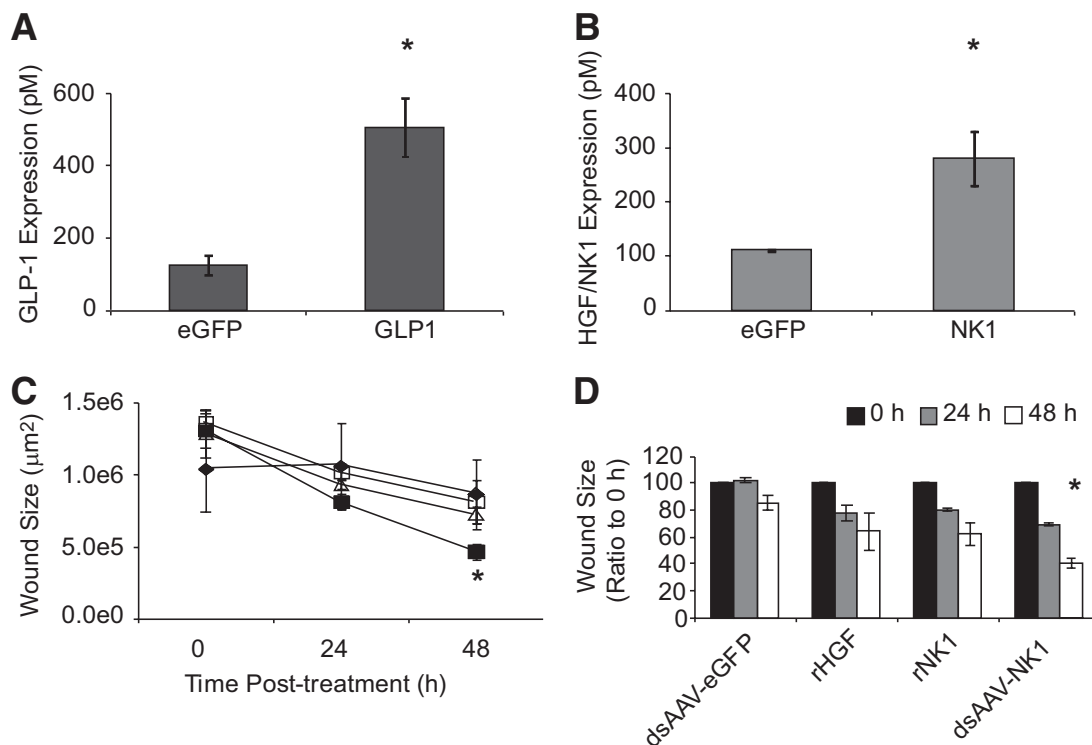 A
*
GLP-1 Expression (pM)
600
400
200
0
eGFP GLP1
B
*
HGF/NK1 Expression (pM)
400
300
200
100
0
eGFP NK1
C
Wound Size (µm²)
1.5e6
1.0e6
5.0e5
0.0e0
*
0 24 48
Time Post-treatment (h)
D
0 h 24 h 48 h
Wound Size
(Ratio to 0 h)
120
100
80
60
40
20
0
*
dsAAV-eGFP
rHGF
rNK1
dsAAV-NK1